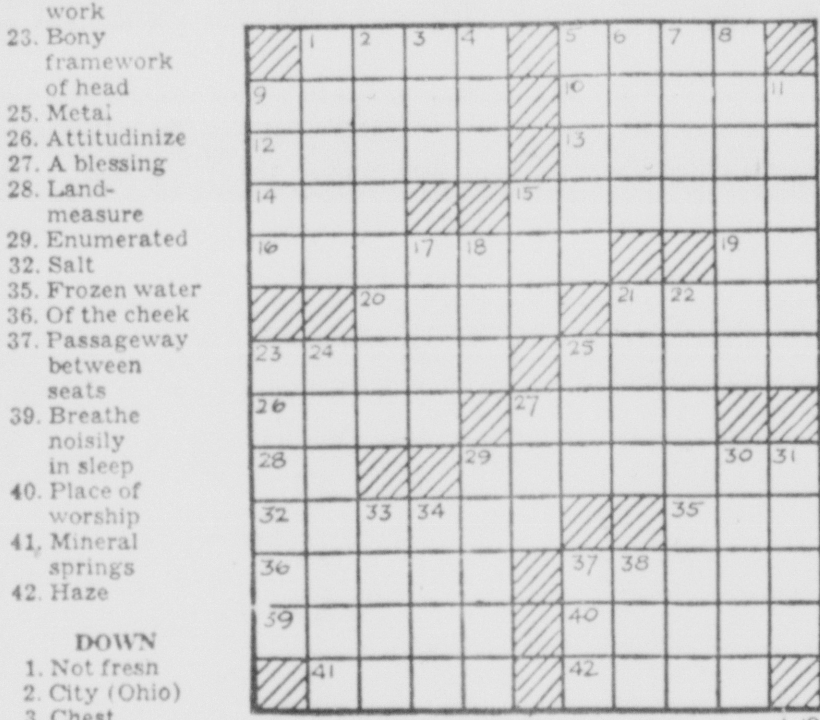 work
23. Bony
framework
of head
25. Metal
26. Attitudinize
27. A blessing
28. Land-
measure
29. Enumerated
32. Salt
35. Frozen water
36. Of the cheek
37. Passageway
between
seats
39. Breathe
noisily
in sleep
40. Place of
worship
41. Mineral
springs
42. Haze
DOWN
1. Not fresh
2. City (Ohio)
3. Chest
1 2 3 4 5 6 7 8
9 10 11
12 13
14 15
16 17 18 19
20 21 22
23 24 25
26 27
28 29 30 31
32 33 34 35
36 37 38
39 40
41 42